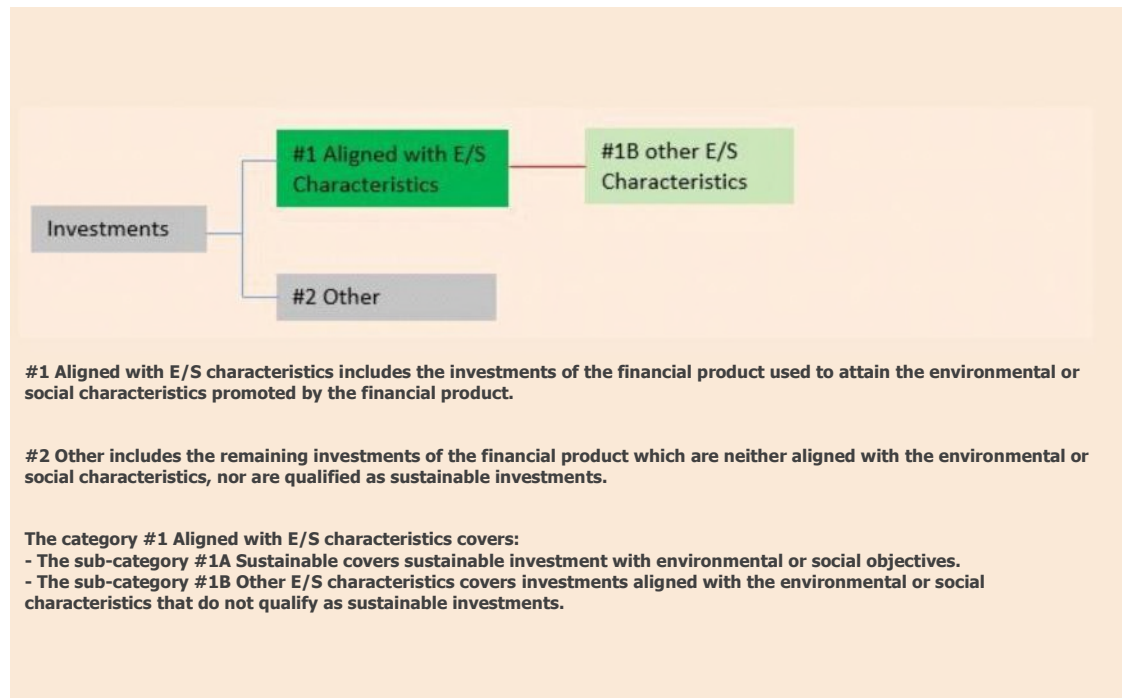 #1 Aligned with E/S
Characteristics
#1B other E/S
Characteristics
Investments
#2 Other
#1 Aligned with E/S characteristics includes the investments of the financial product used to attain the environmental or
social characteristics promoted by the financial product.
#2 Other includes the remaining investments of the financial product which are neither aligned with the environmental or
social characteristics, nor are qualified as sustainable investments.
The category #1 Aligned with E/S characteristics covers:
- The sub-category #1A Sustainable covers sustainable investment with environmental or social objectives.
- The sub-category #1B Other E/S characteristics covers investments aligned with the environmental or social
characteristics that do not qualify as sustainable investments.